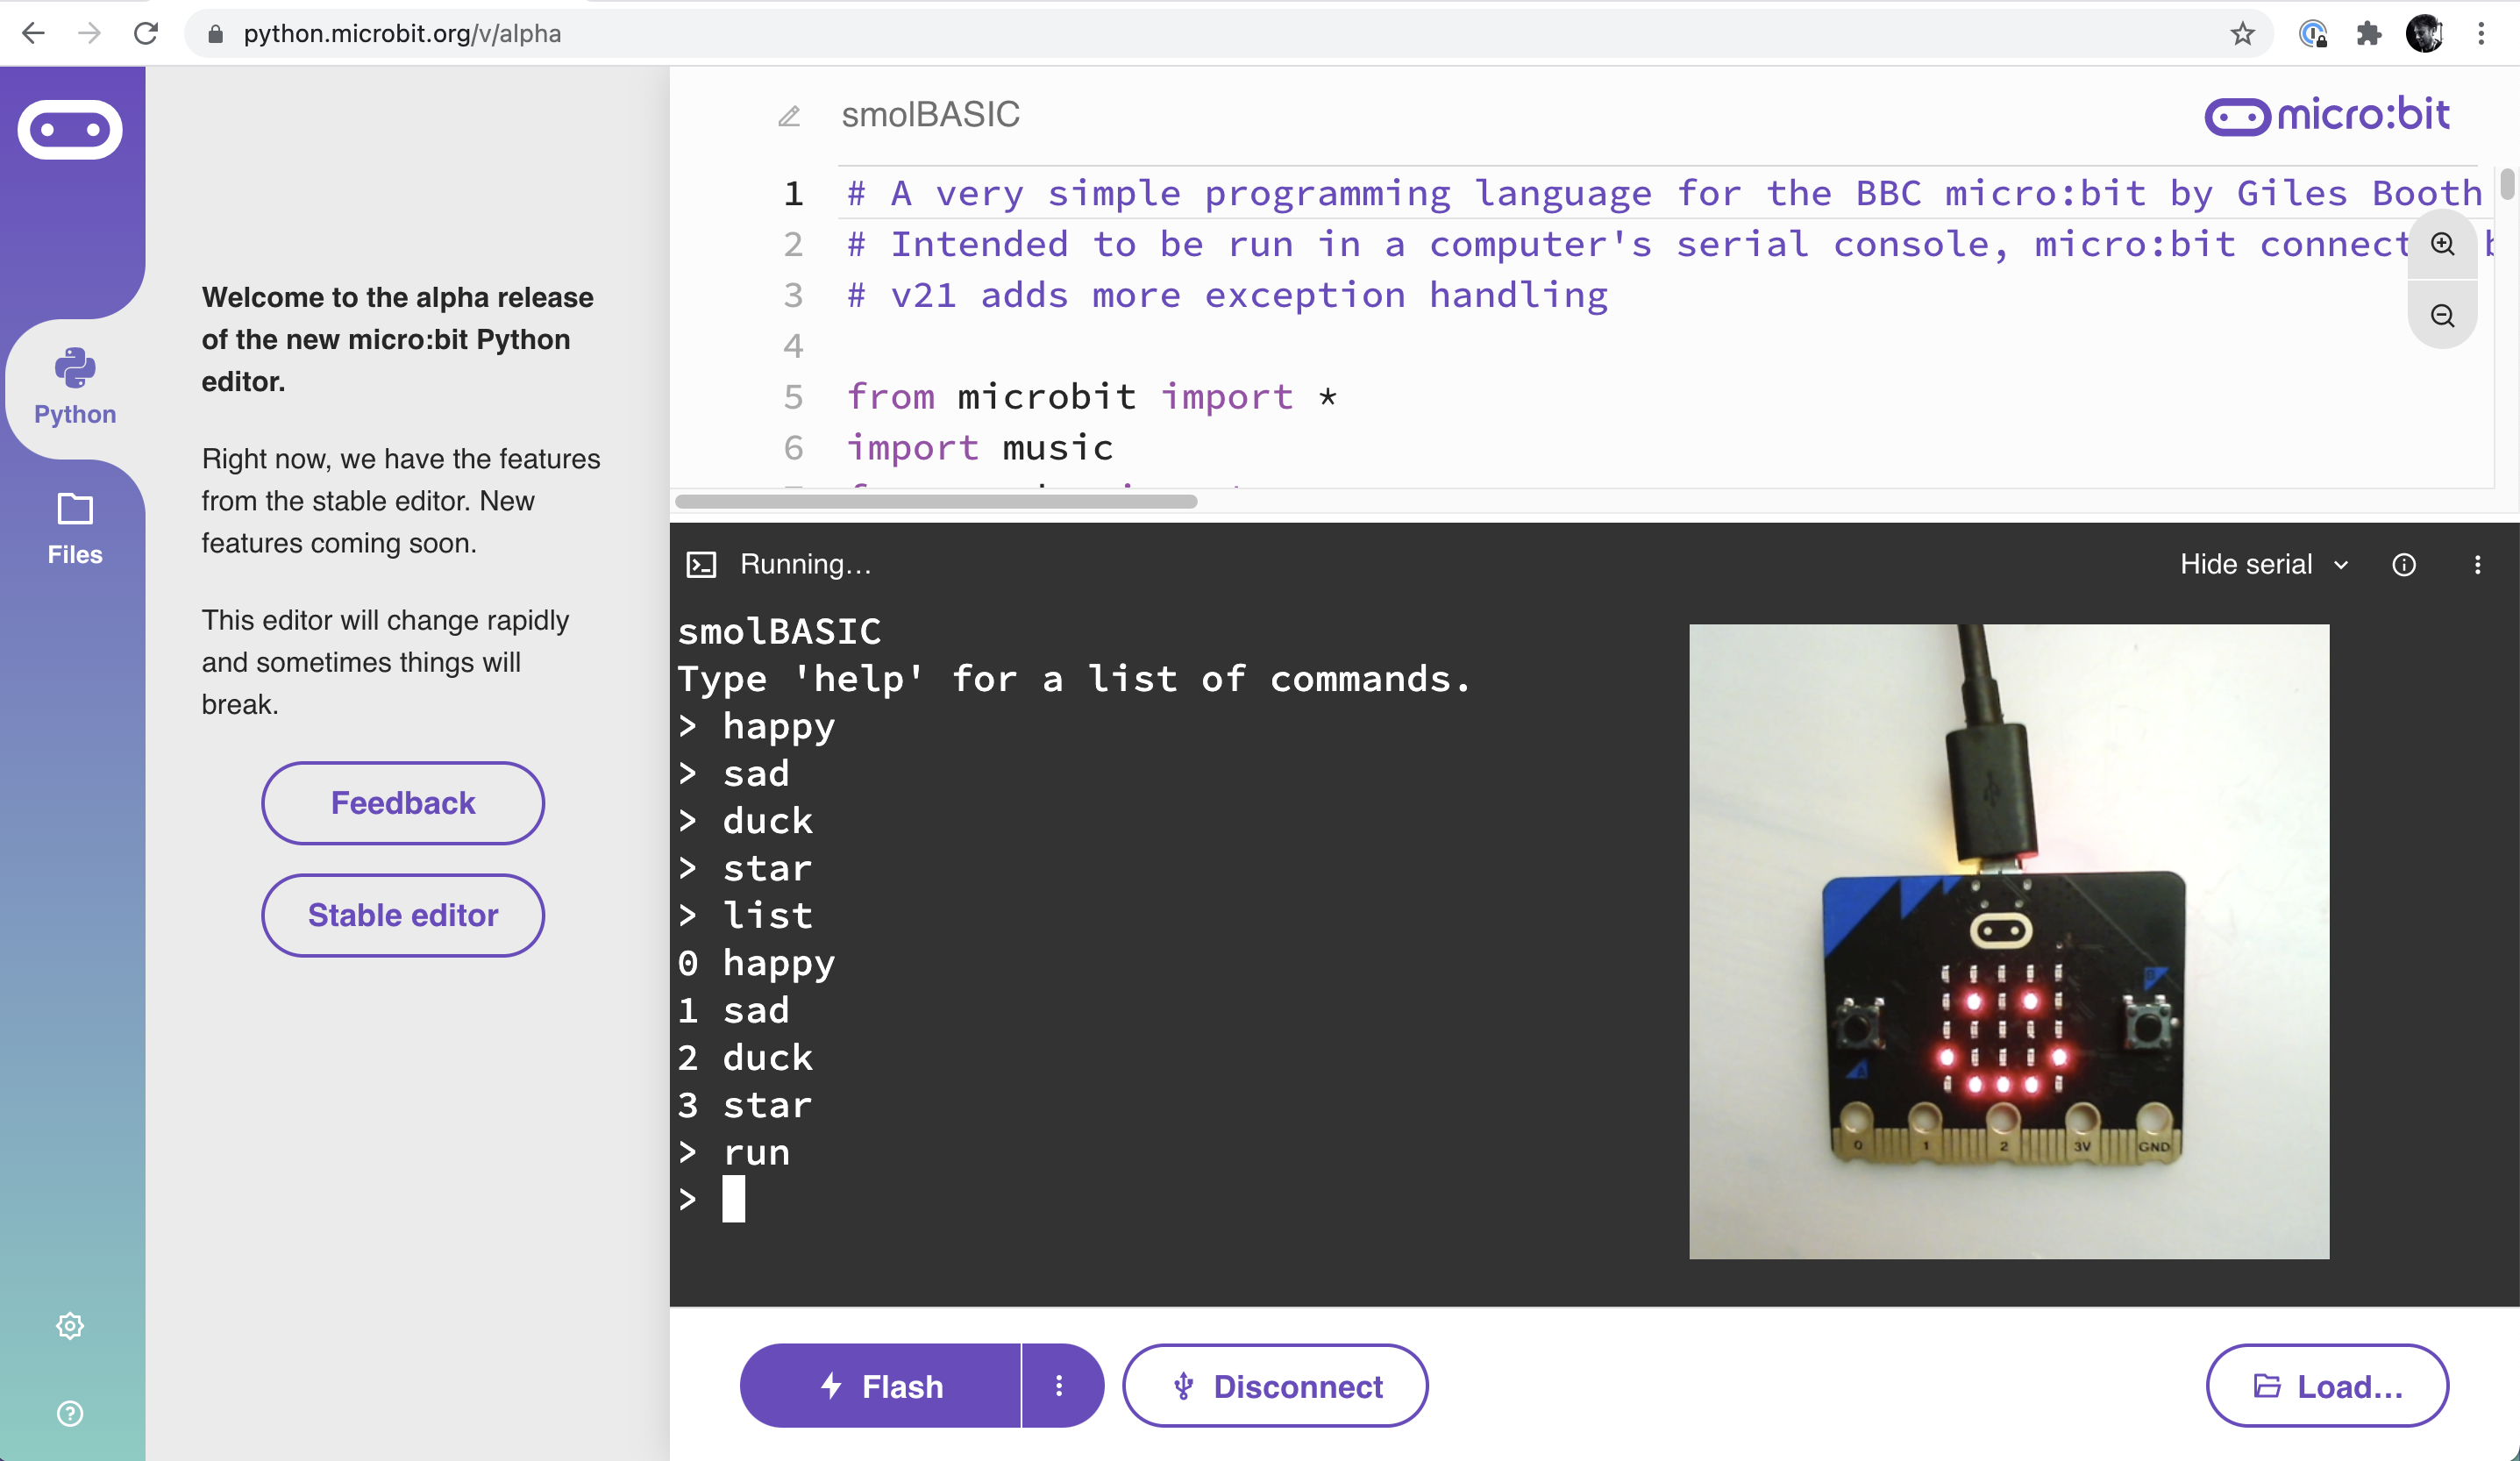 python.microbit.org/v/alpha
Python
Files
Welcome to the alpha release
of the new micro:bit Python
editor.
Right now, we have the features
from the stable editor. New
features coming soon.
This editor will change rapidly
and sometimes things will
break.
Feedback
Stable editor
smolBASIC
micro:bit
1 # A very simple programming language for the BBC micro:bit by Giles Booth
2 # Intended to be run in a computer's serial console, micro:bit connect
3 # v21 adds more exception handling
4
5 from microbit import *
6 import music
Running...
Hide serial
smolBASIC
Type 'help' for a list of commands.
> happy
> sad
> duck
> star
> list
0 happy
1 sad
2 duck
3 star
> run
>
B
A
0 1 2 3V GND
Flash
Disconnect
Load...